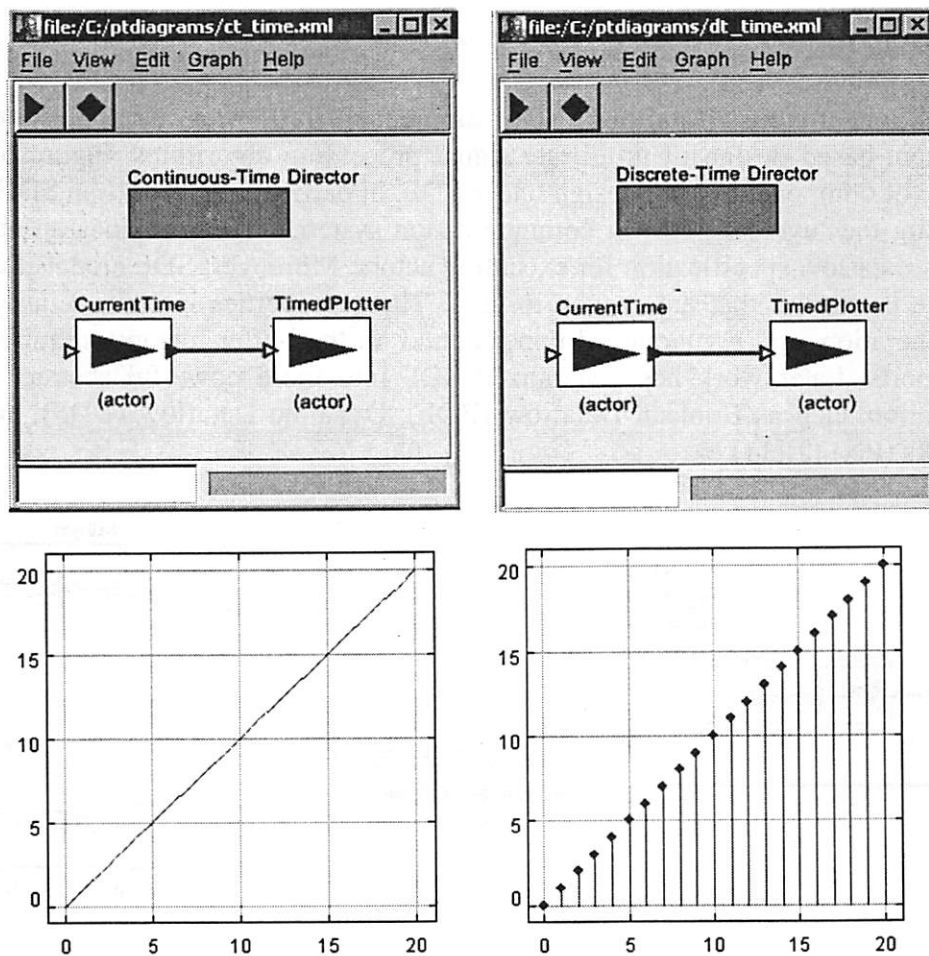 file:/C:/ptdiagrams/ct_time.xml
File View Edit Graph Help
Continuous-Time Director
CurrentTime
TimedPlotter
(actor)
(actor)
file:/C:/ptdiagrams/dt_time.xml
File View Edit Graph Help
Discrete-Time Director
CurrentTime
TimedPlotter
(actor)
(actor)
20
15
10
5
0
0 5 10 15 20
20
15
10
5
0
0 5 10 15 20